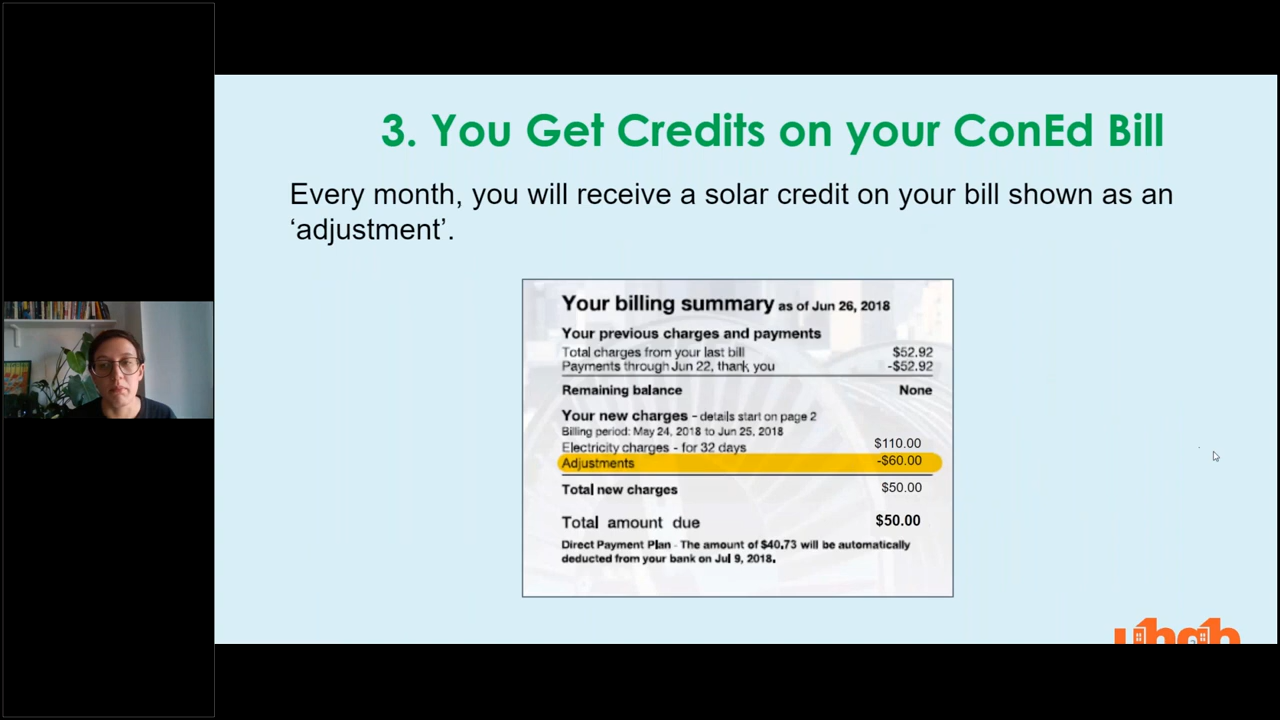 3. You Get Credits on your ConEd Bill
Every month, you will receive a solar credit on your bill shown as an
‘adjustment’.
Your billing summary as of Jun 26, 2018
Your previous charges and payments
Total charges from your last bill $52.92
Payments through Jun 22, thank you -$52.92
Remaining balance None
Your new charges - details start on page 2
Billing period: May 24, 2018 to Jun 25, 2018
Electricity charges - for 32 days $110.00
Adjustments -$60.00
Total new charges $50.00
Total amount due $50.00
Direct Payment Plan - The amount of $40.73 will be automatically
deducted from your bank on Jul 9, 2018.
uhab